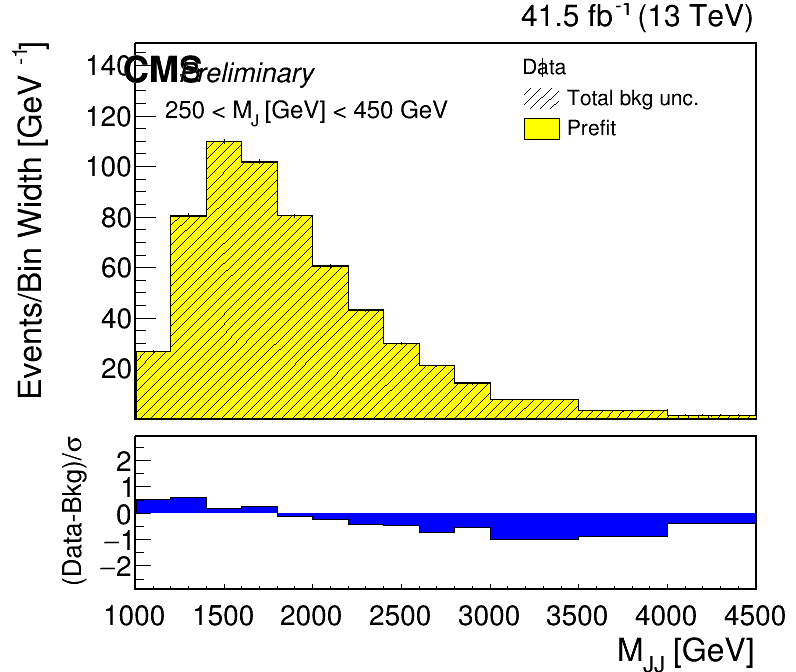 41.5 fb-1 (13 TeV)
CMS Preliminary
250 < MJ [GeV] < 450 GeV
Data
Total bkg unc.
Prefit
Events/Bin Width [GeV-1]
140
120
100
80
60
40
20
(Data-Bkg)/σ
2
1
0
−1
−2
1000 1500 2000 2500 3000 3500 4000 4500
MJJ [GeV]